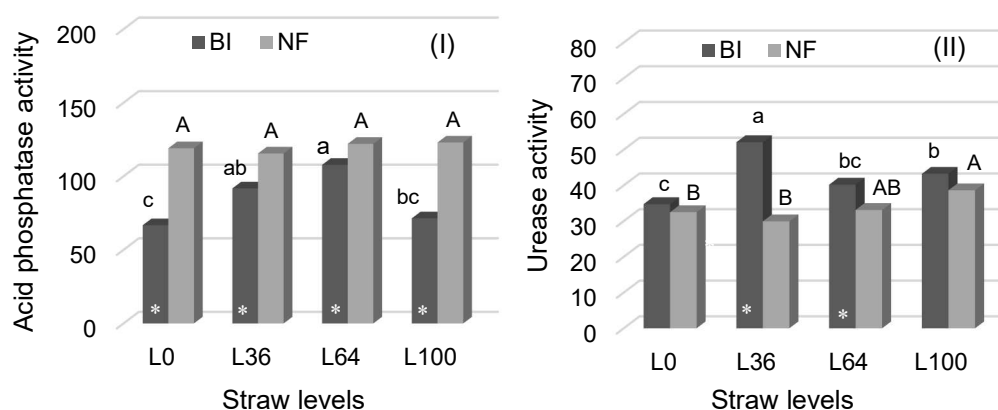 Acid phosphatase activity
200
150
100
50
0
BI NF
(I)
c A ab A a A bc A
* * * *
L0 L36 L64 L100
Straw levels
Urease activity
80
70
60
50
40
30
20
10
0
BI NF
(II)
c B a B bc AB b A
* *
L0 L36 L64 L100
Straw levels